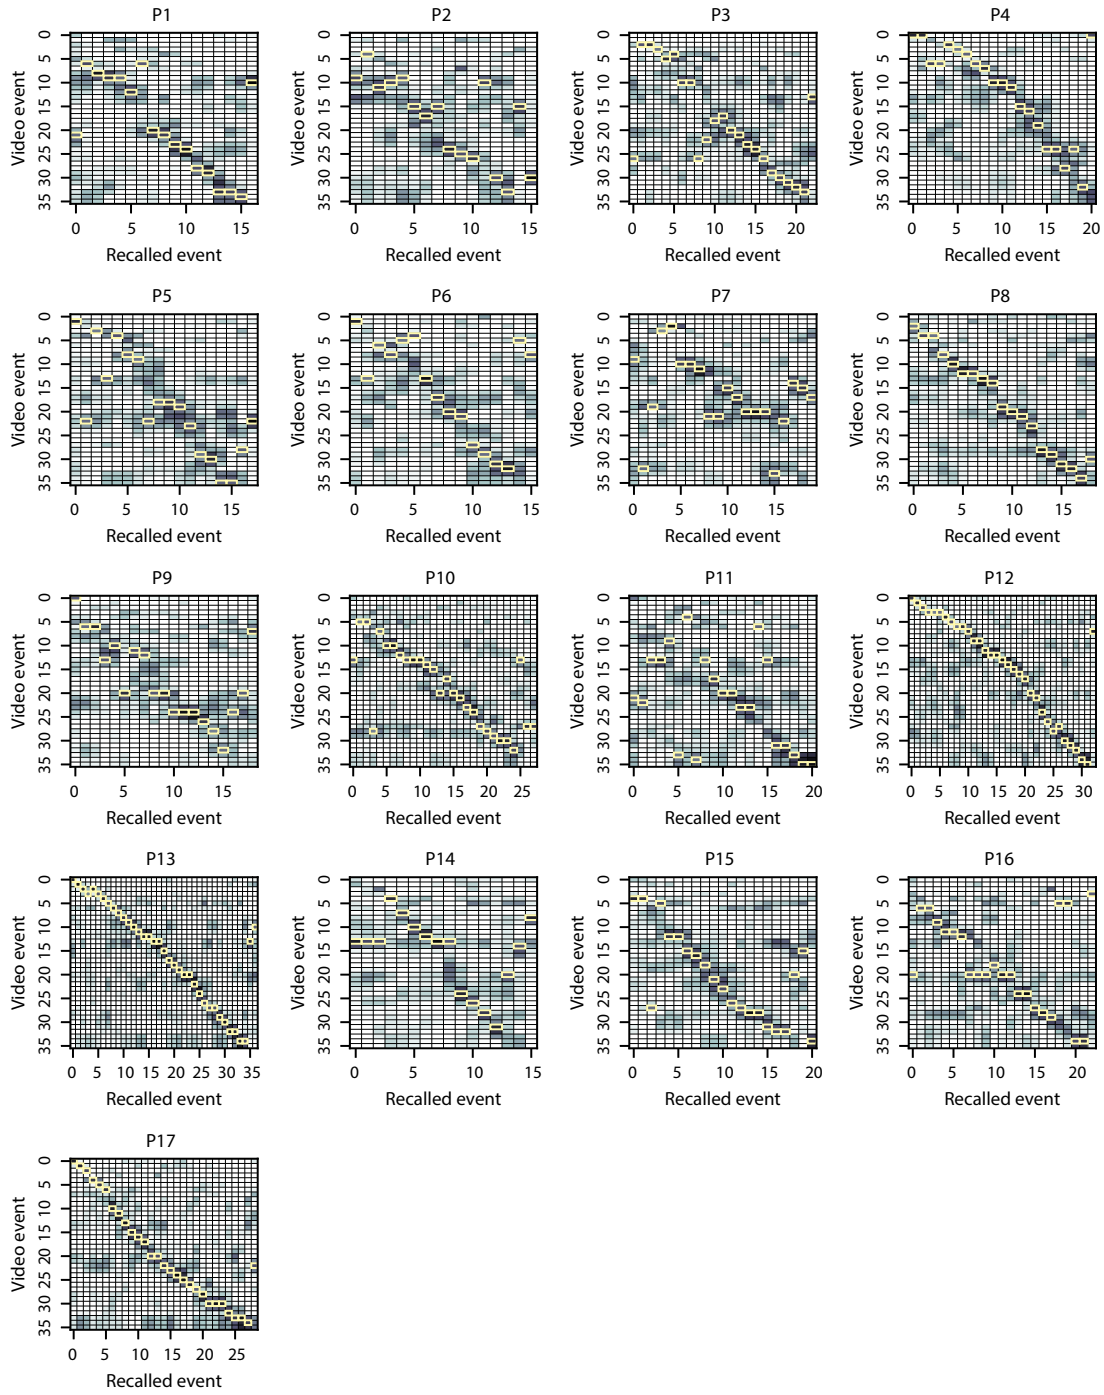 P1 P2 P3 P4
Video event 0 5 10 15 20 25 30 35 Video event 0 5 10 15 20 25 30 35 Video event 0 5 10 15 20 25 30 35 Video event 0 5 10 15 20 25 30 35
0 5 10 15 0 5 10 15 0 5 10 15 20 0 5 10 15 20
Recalled event Recalled event Recalled event Recalled event
P5 P6 P7 P8
Video event 0 5 10 15 20 25 30 35 Video event 0 5 10 15 20 25 30 35 Video event 0 5 10 15 20 25 30 35 Video event 0 5 10 15 20 25 30 35
0 5 10 15 0 5 10 15 0 5 10 15 0 5 10 15
Recalled event Recalled event Recalled event Recalled event
P9 P10 P11 P12
Video event 0 5 10 15 20 25 30 35 Video event 0 5 10 15 20 25 30 35 Video event 0 5 10 15 20 25 30 35 Video event 0 5 10 15 20 25 30 35
0 5 10 15 0 5 10 15 20 25 0 5 10 15 20 0 5 10 15 20 25 30
Recalled event Recalled event Recalled event Recalled event
P13 P14 P15 P16
Video event 0 5 10 15 20 25 30 35 Video event 0 5 10 15 20 25 30 35 Video event 0 5 10 15 20 25 30 35 Video event 0 5 10 15 20 25 30 35
0 5 10 15 20 25 30 35 0 5 10 15 0 5 10 15 20 0 5 10 15 20
Recalled event Recalled event Recalled event Recalled event
P17
Video event 0 5 10 15 20 25 30 35
0 5 10 15 20 25
Recalled event